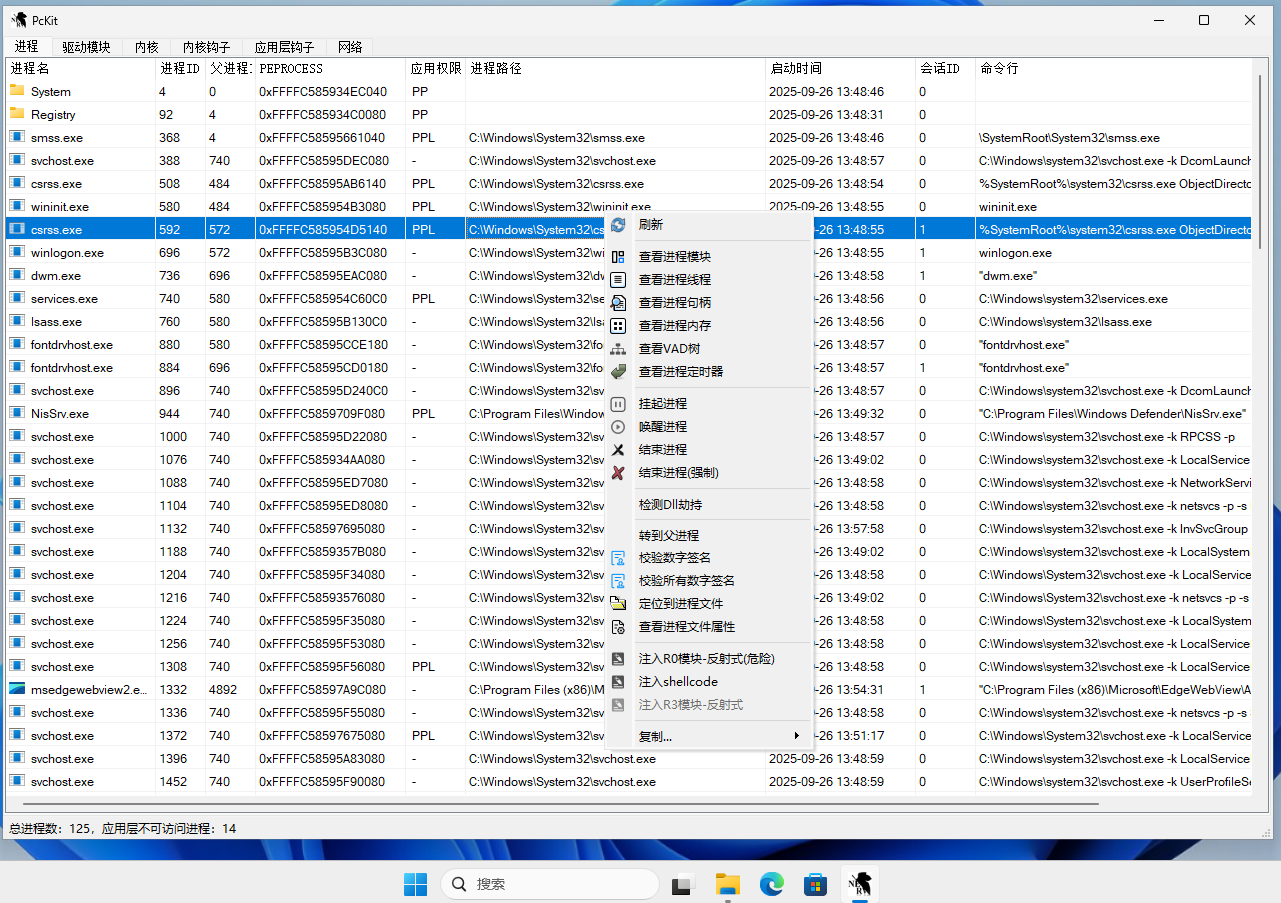 PcKit
进程 驱动模块 内核 内核钩子 应用层钩子 网络
进程名 进程ID 父进程 PEPROCESS 应用权限 进程路径 启动时间 会话ID 命令行
System 4 0 0xFFFFC585934EC040 PP 2025-09-26 13:48:46 0
Registry 92 4 0xFFFFC585934C0080 PP 2025-09-26 13:48:31 0
smss.exe 368 4 0xFFFFC58595661040 PPL C:\Windows\System32\smss.exe 2025-09-26 13:48:46 0 \SystemRoot\System32\smss.exe
svchost.exe 388 740 0xFFFFC58595DEC080 - C:\Windows\System32\svchost.exe 2025-09-26 13:48:57 0 C:\Windows\system32\svchost.exe -k DcomLaunch
csrss.exe 508 484 0xFFFFC58595AB6140 PPL C:\Windows\System32\csrss.exe 2025-09-26 13:48:54 0 %SystemRoot%\system32\csrss.exe ObjectDirecto
wininit.exe 580 484 0xFFFFC585954B3080 PPL C:\Windows\System32\wininit.exe 2025-09-26 13:48:55 0 wininit.exe
csrss.exe 592 572 0xFFFFC585954D5140 PPL C:\Windows\System32\cs -26 13:48:55 1 %SystemRoot%\system32\csrss.exe ObjectDirecto
winlogon.exe 696 572 0xFFFFC58595B3C080 - C:\Windows\System32\wi -26 13:48:55 1 winlogon.exe
dwm.exe 736 696 0xFFFFC58595EAC080 - C:\Windows\System32\dw -26 13:48:58 1 "dwm.exe"
services.exe 740 580 0xFFFFC585954C60C0 PPL C:\Windows\System32\se -26 13:48:56 0 C:\Windows\system32\services.exe
lsass.exe 760 580 0xFFFFC58595B130C0 - C:\Windows\System32\lsa -26 13:48:56 0 C:\Windows\system32\lsass.exe
fontdrvhost.exe 880 580 0xFFFFC58595CCE180 - C:\Windows\System32\fo -26 13:48:57 0 "fontdrvhost.exe"
fontdrvhost.exe 884 696 0xFFFFC58595CD0180 - C:\Windows\System32\fo -26 13:48:57 1 "fontdrvhost.exe"
svchost.exe 896 740 0xFFFFC58595D240C0 - C:\Windows\System32\sv -26 13:48:57 0 C:\Windows\system32\svchost.exe -k DcomLaunch
NisSrv.exe 944 740 0xFFFFC5859709F080 PPL C:\Program Files\Window -26 13:49:32 0 "C:\Program Files\Windows Defender\NisSrv.exe"
svchost.exe 1000 740 0xFFFFC58595D22080 - C:\Windows\System32\sv -26 13:48:57 0 C:\Windows\system32\svchost.exe -k RPCSS -p
svchost.exe 1076 740 0xFFFFC585934AA080 - C:\Windows\System32\sv -26 13:49:02 0 C:\Windows\system32\svchost.exe -k LocalService
svchost.exe 1088 740 0xFFFFC58595ED7080 - C:\Windows\System32\sv -26 13:48:58 0 C:\Windows\system32\svchost.exe -k NetworkServi
svchost.exe 1104 740 0xFFFFC58595ED8080 - C:\Windows\System32\sv -26 13:48:58 0 C:\Windows\system32\svchost.exe -k netsvcs -p -s
svchost.exe 1132 740 0xFFFFC58597695080 - C:\Windows\System32\sv -26 13:57:58 0 C:\Windows\system32\svchost.exe -k InvSvcGroup
svchost.exe 1188 740 0xFFFFC5859357B080 - C:\Windows\System32\sv -26 13:49:02 0 C:\Windows\System32\svchost.exe -k LocalSystem
svchost.exe 1204 740 0xFFFFC58595F34080 - C:\Windows\System32\sv -26 13:48:58 0 C:\Windows\System32\svchost.exe -k LocalService
svchost.exe 1216 740 0xFFFFC58593576080 - C:\Windows\System32\sv -26 13:49:02 0 C:\Windows\System32\svchost.exe -k netsvcs -p -s
svchost.exe 1224 740 0xFFFFC58595F35080 - C:\Windows\System32\sv -26 13:48:58 0 C:\Windows\system32\svchost.exe -k LocalSystem
svchost.exe 1256 740 0xFFFFC58595F53080 - C:\Windows\System32\sv -26 13:48:58 0 C:\Windows\system32\svchost.exe -k LocalService
svchost.exe 1308 740 0xFFFFC58595F56080 PPL C:\Windows\System32\sv -26 13:48:58 0 C:\Windows\System32\svchost.exe -k LocalService
msedgewebview2.e... 1332 4892 0xFFFFC58597A9C080 - C:\Program Files (x86)\M -26 13:54:31 1 "C:\Program Files (x86)\Microsoft\EdgeWebView\A
svchost.exe 1336 740 0xFFFFC58595F55080 - C:\Windows\System32\sv -26 13:48:58 0 C:\Windows\system32\svchost.exe -k netsvcs -p -s
svchost.exe 1372 740 0xFFFFC58597675080 PPL C:\Windows\System32\sv -26 13:51:17 0 C:\Windows\system32\svchost.exe -k LocalService
svchost.exe 1396 740 0xFFFFC58595A83080 - C:\Windows\System32\svchost.exe 2025-09-26 13:48:59 0 C:\Windows\system32\svchost.exe -k LocalService
svchost.exe 1452 740 0xFFFFC58595F90080 - C:\Windows\System32\svchost.exe 2025-09-26 13:48:59 0 C:\Windows\system32\svchost.exe -k UserProfileSe
刷新
查看进程模块
查看进程线程
查看进程句柄
查看进程内存
查看VAD树
查看进程定时器
挂起进程
唤醒进程
结束进程
结束进程(强制)
检测Dll劫持
转到父进程
校验数字签名
校验所有数字签名
定位到进程文件
查看进程文件属性
注入R0模块-反射式(危险)
注入shellcode
注入R3模块-反射式
复制...
总进程数：125，应用层不可访问进程：14
搜索